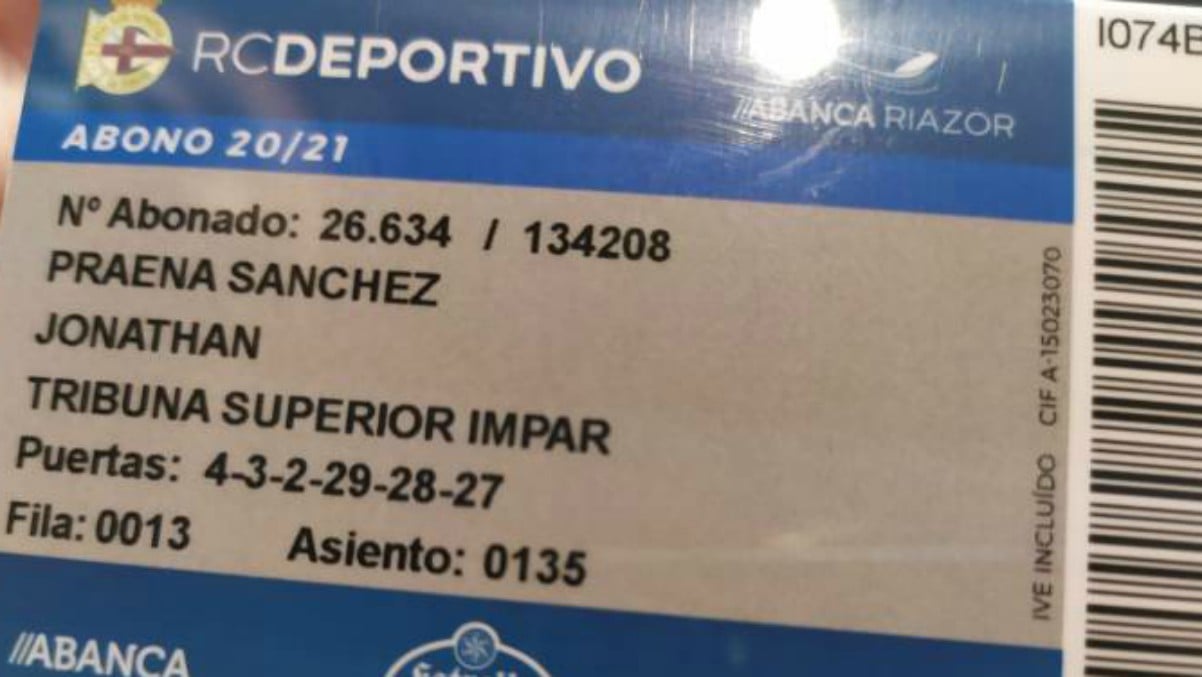 RCDEPORTIVO
ABANCA RIAZOR
I074B
ABONO 20/21
Nº Abonado: 26.634 / 134208
PRAENA SANCHEZ
JONATHAN
TRIBUNA SUPERIOR IMPAR
Puertas: 4-3-2-29-28-27
Fila: 0013 Asiento: 0135
IVE INCLUÍDO CIF A-15023070
ABANCA